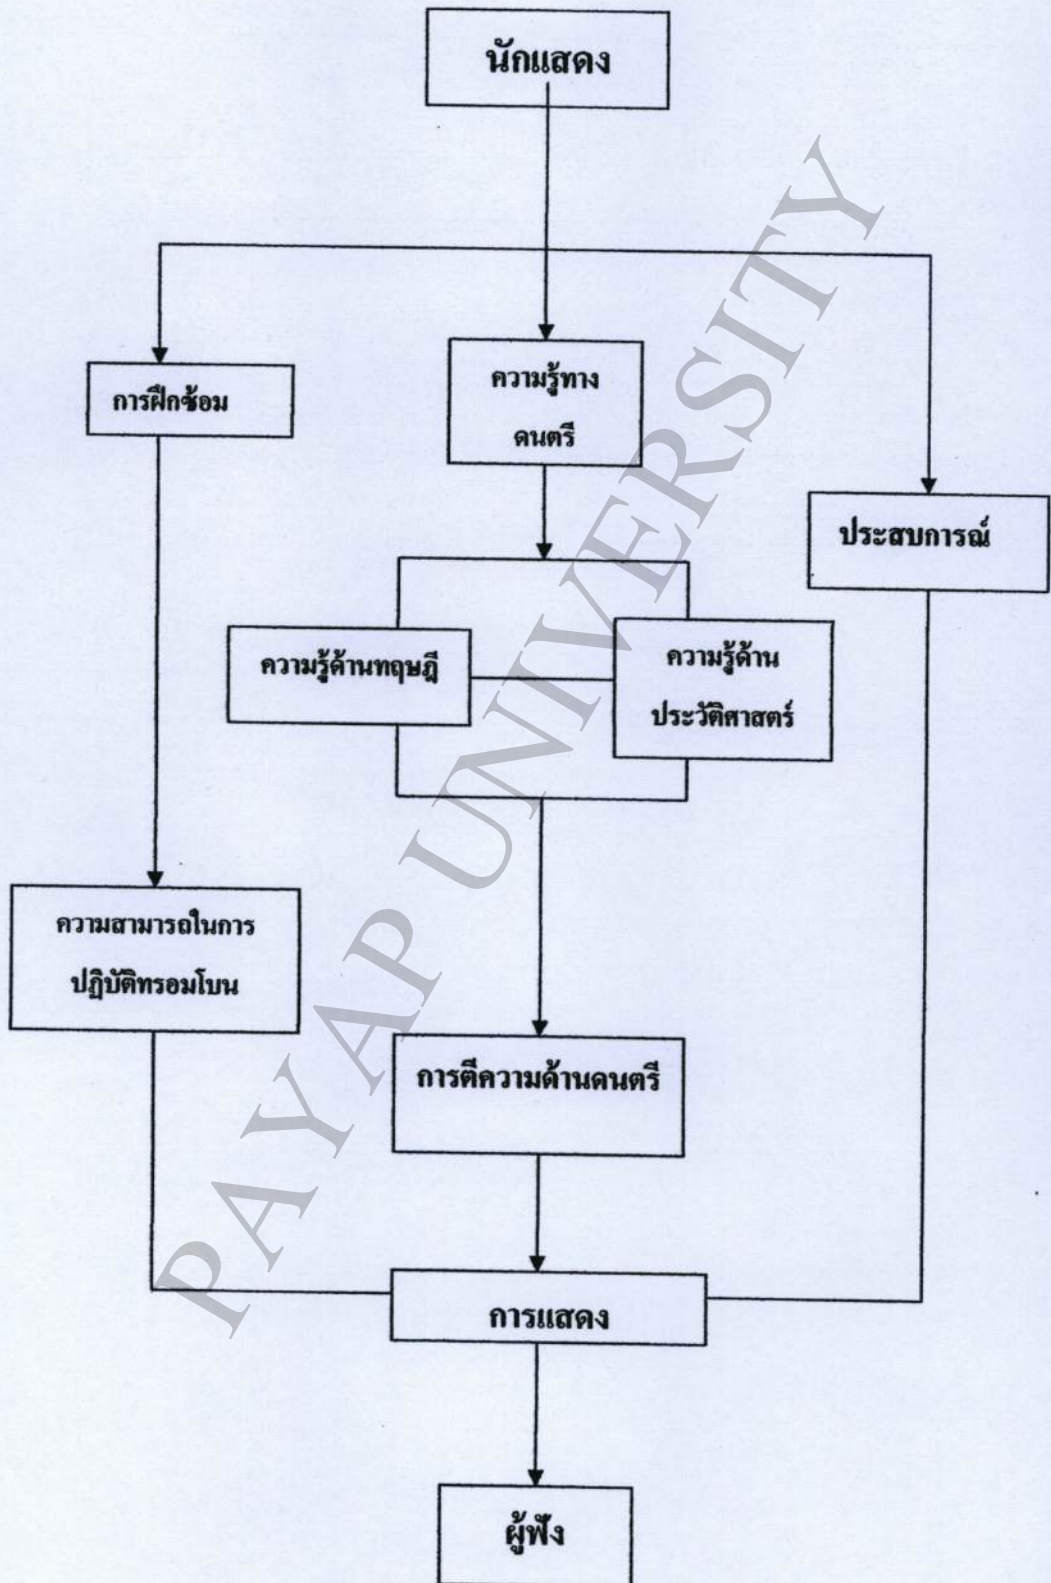 นักแสดง
การฝึกซ้อม
ความรู้ทาง
ดนตรี
ประสบการณ์
ความรู้ด้านทฤษฎี
ความรู้ด้าน
ประวัติศาสตร์
ความสามารถในการ
ปฏิบัติทรอมโบน
การตีความด้านดนตรี
การแสดง
ผู้ฟัง
PAYAP UNIVERSITY